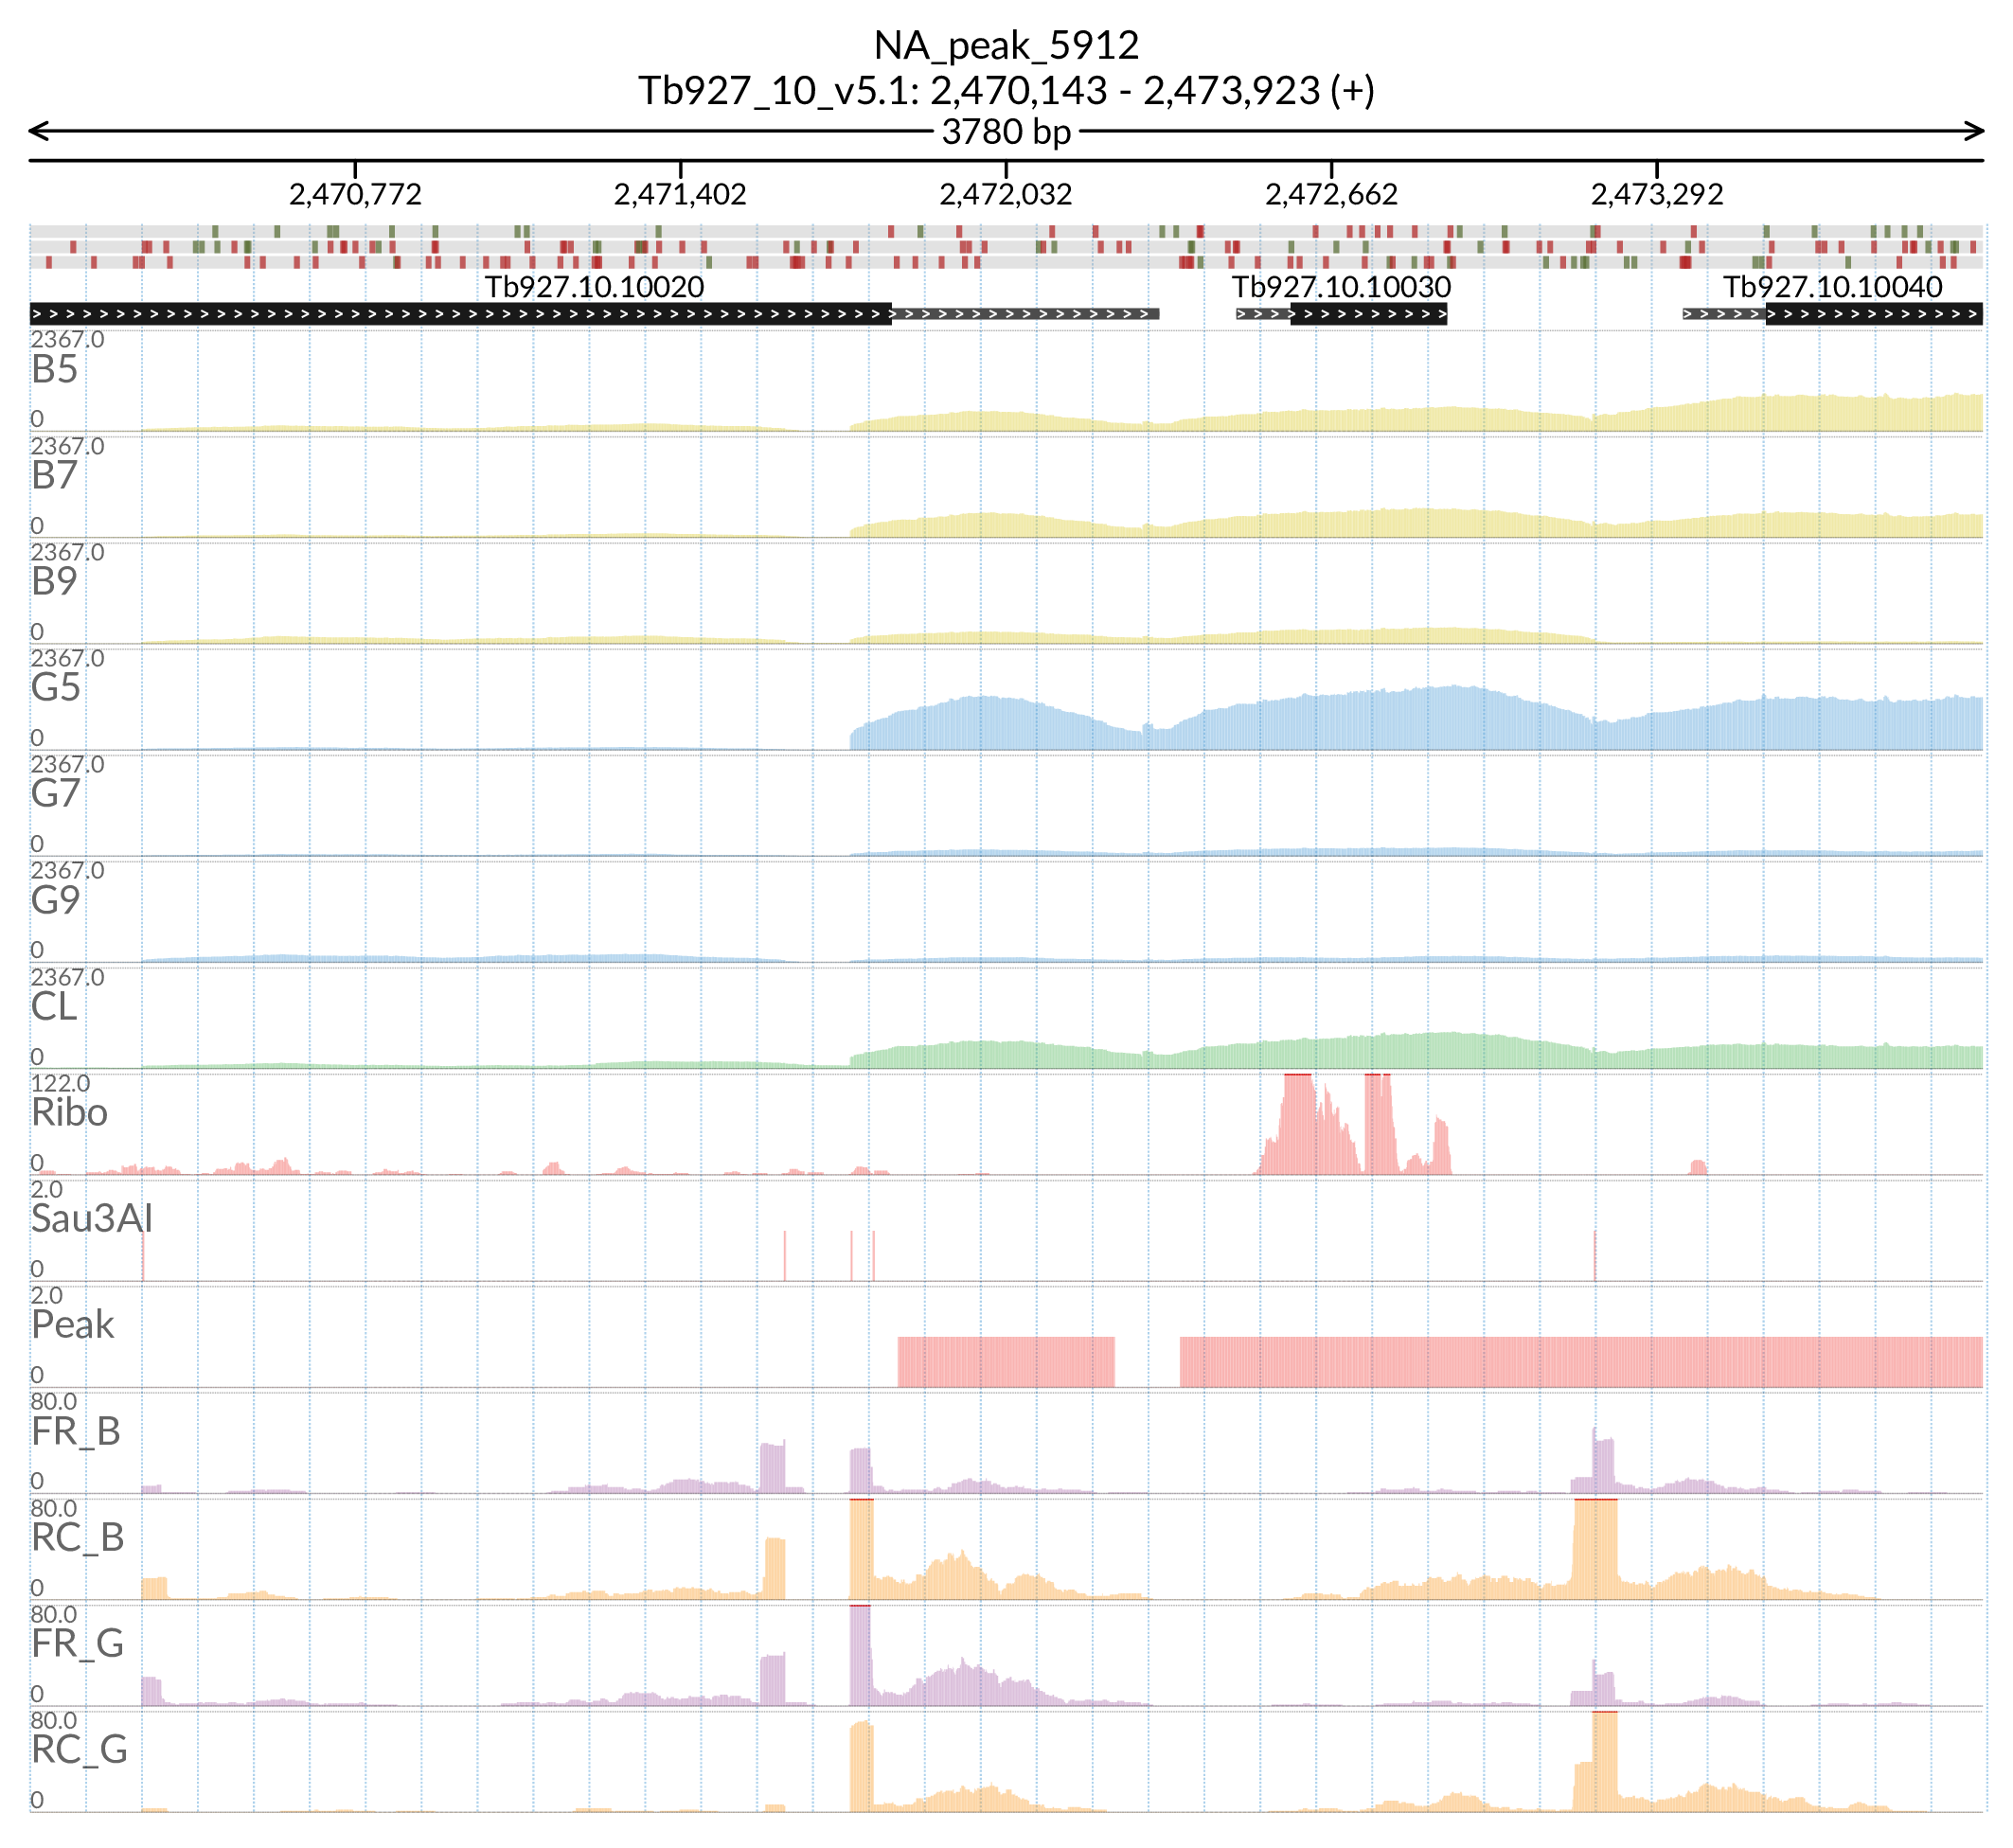 NA_peak_5912
Tb927_10_v5.1: 2,470,143 - 2,473,923 (+)
3780 bp
2,470,772 2,471,402 2,472,032 2,472,662 2,473,292
Tb927.10.10020 Tb927.10.10030 Tb927.10.10040
2367.0
B5
0
2367.0
B7
0
2367.0
B9
0
2367.0
G5
0
2367.0
G7
0
2367.0
G9
0
2367.0
CL
0
122.0
Ribo
0
2.0
Sau3AI
0
2.0
Peak
0
80.0
FR_B
0
80.0
RC_B
0
80.0
FR_G
0
80.0
RC_G
0